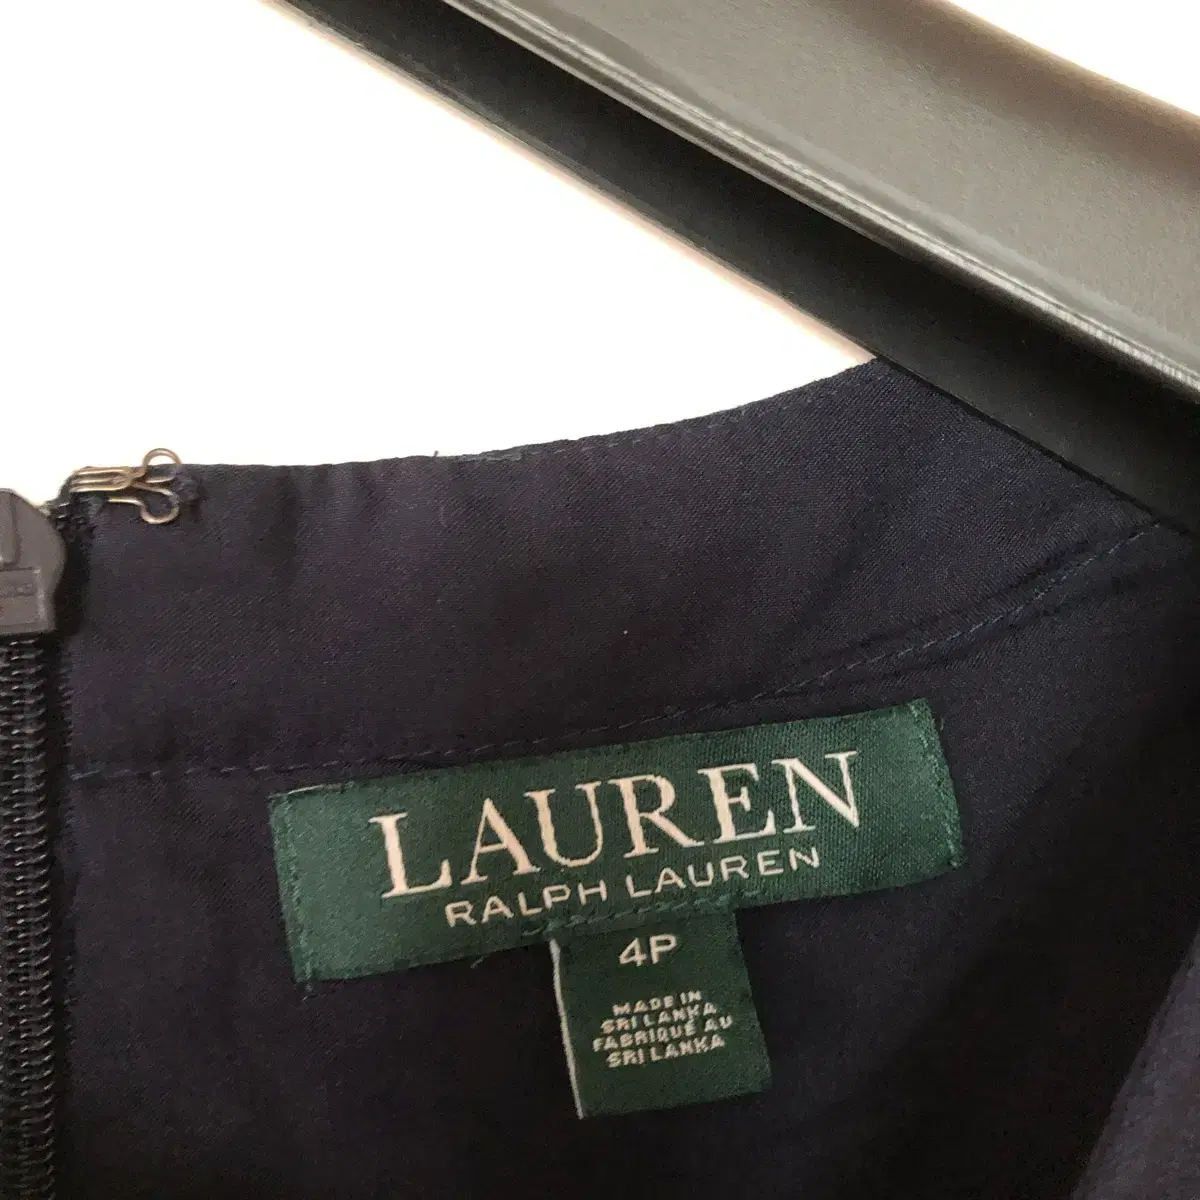 LAUREN
RALPH LAUREN
4P
MADE IN
SRI LANKA
FABRIQUÉ AU
SRI LANKA